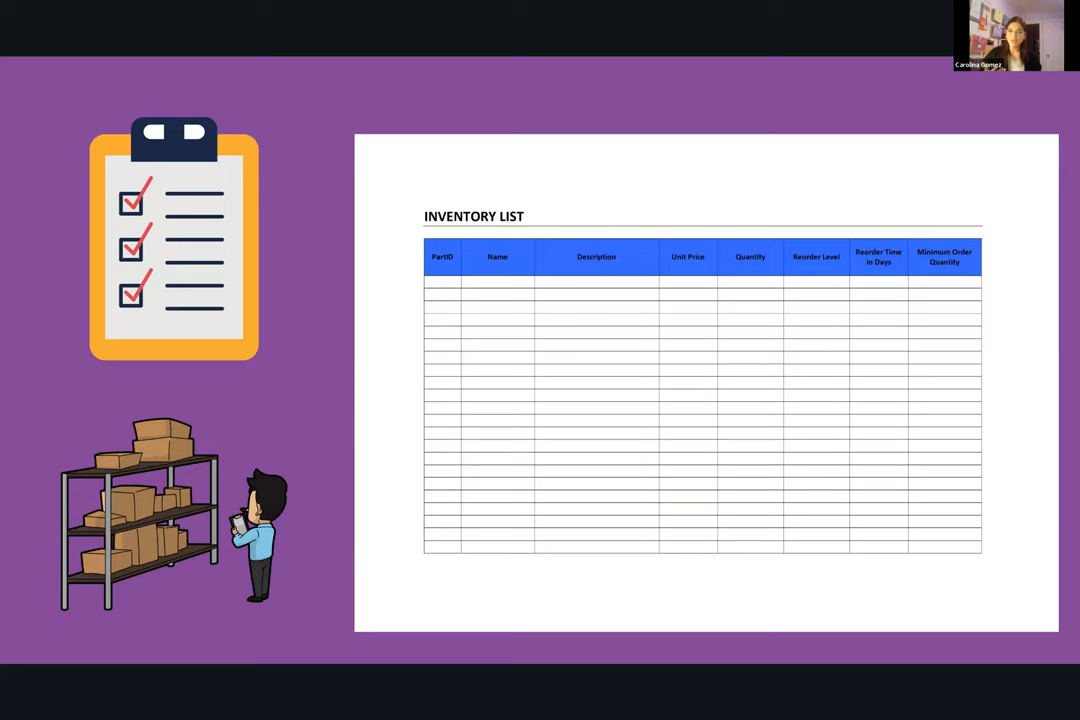 Carolina Gomez
INVENTORY LIST
PartID Name Description Unit Price Quantity Reorder Level Reorder Time in Days Minimum Order Quantity